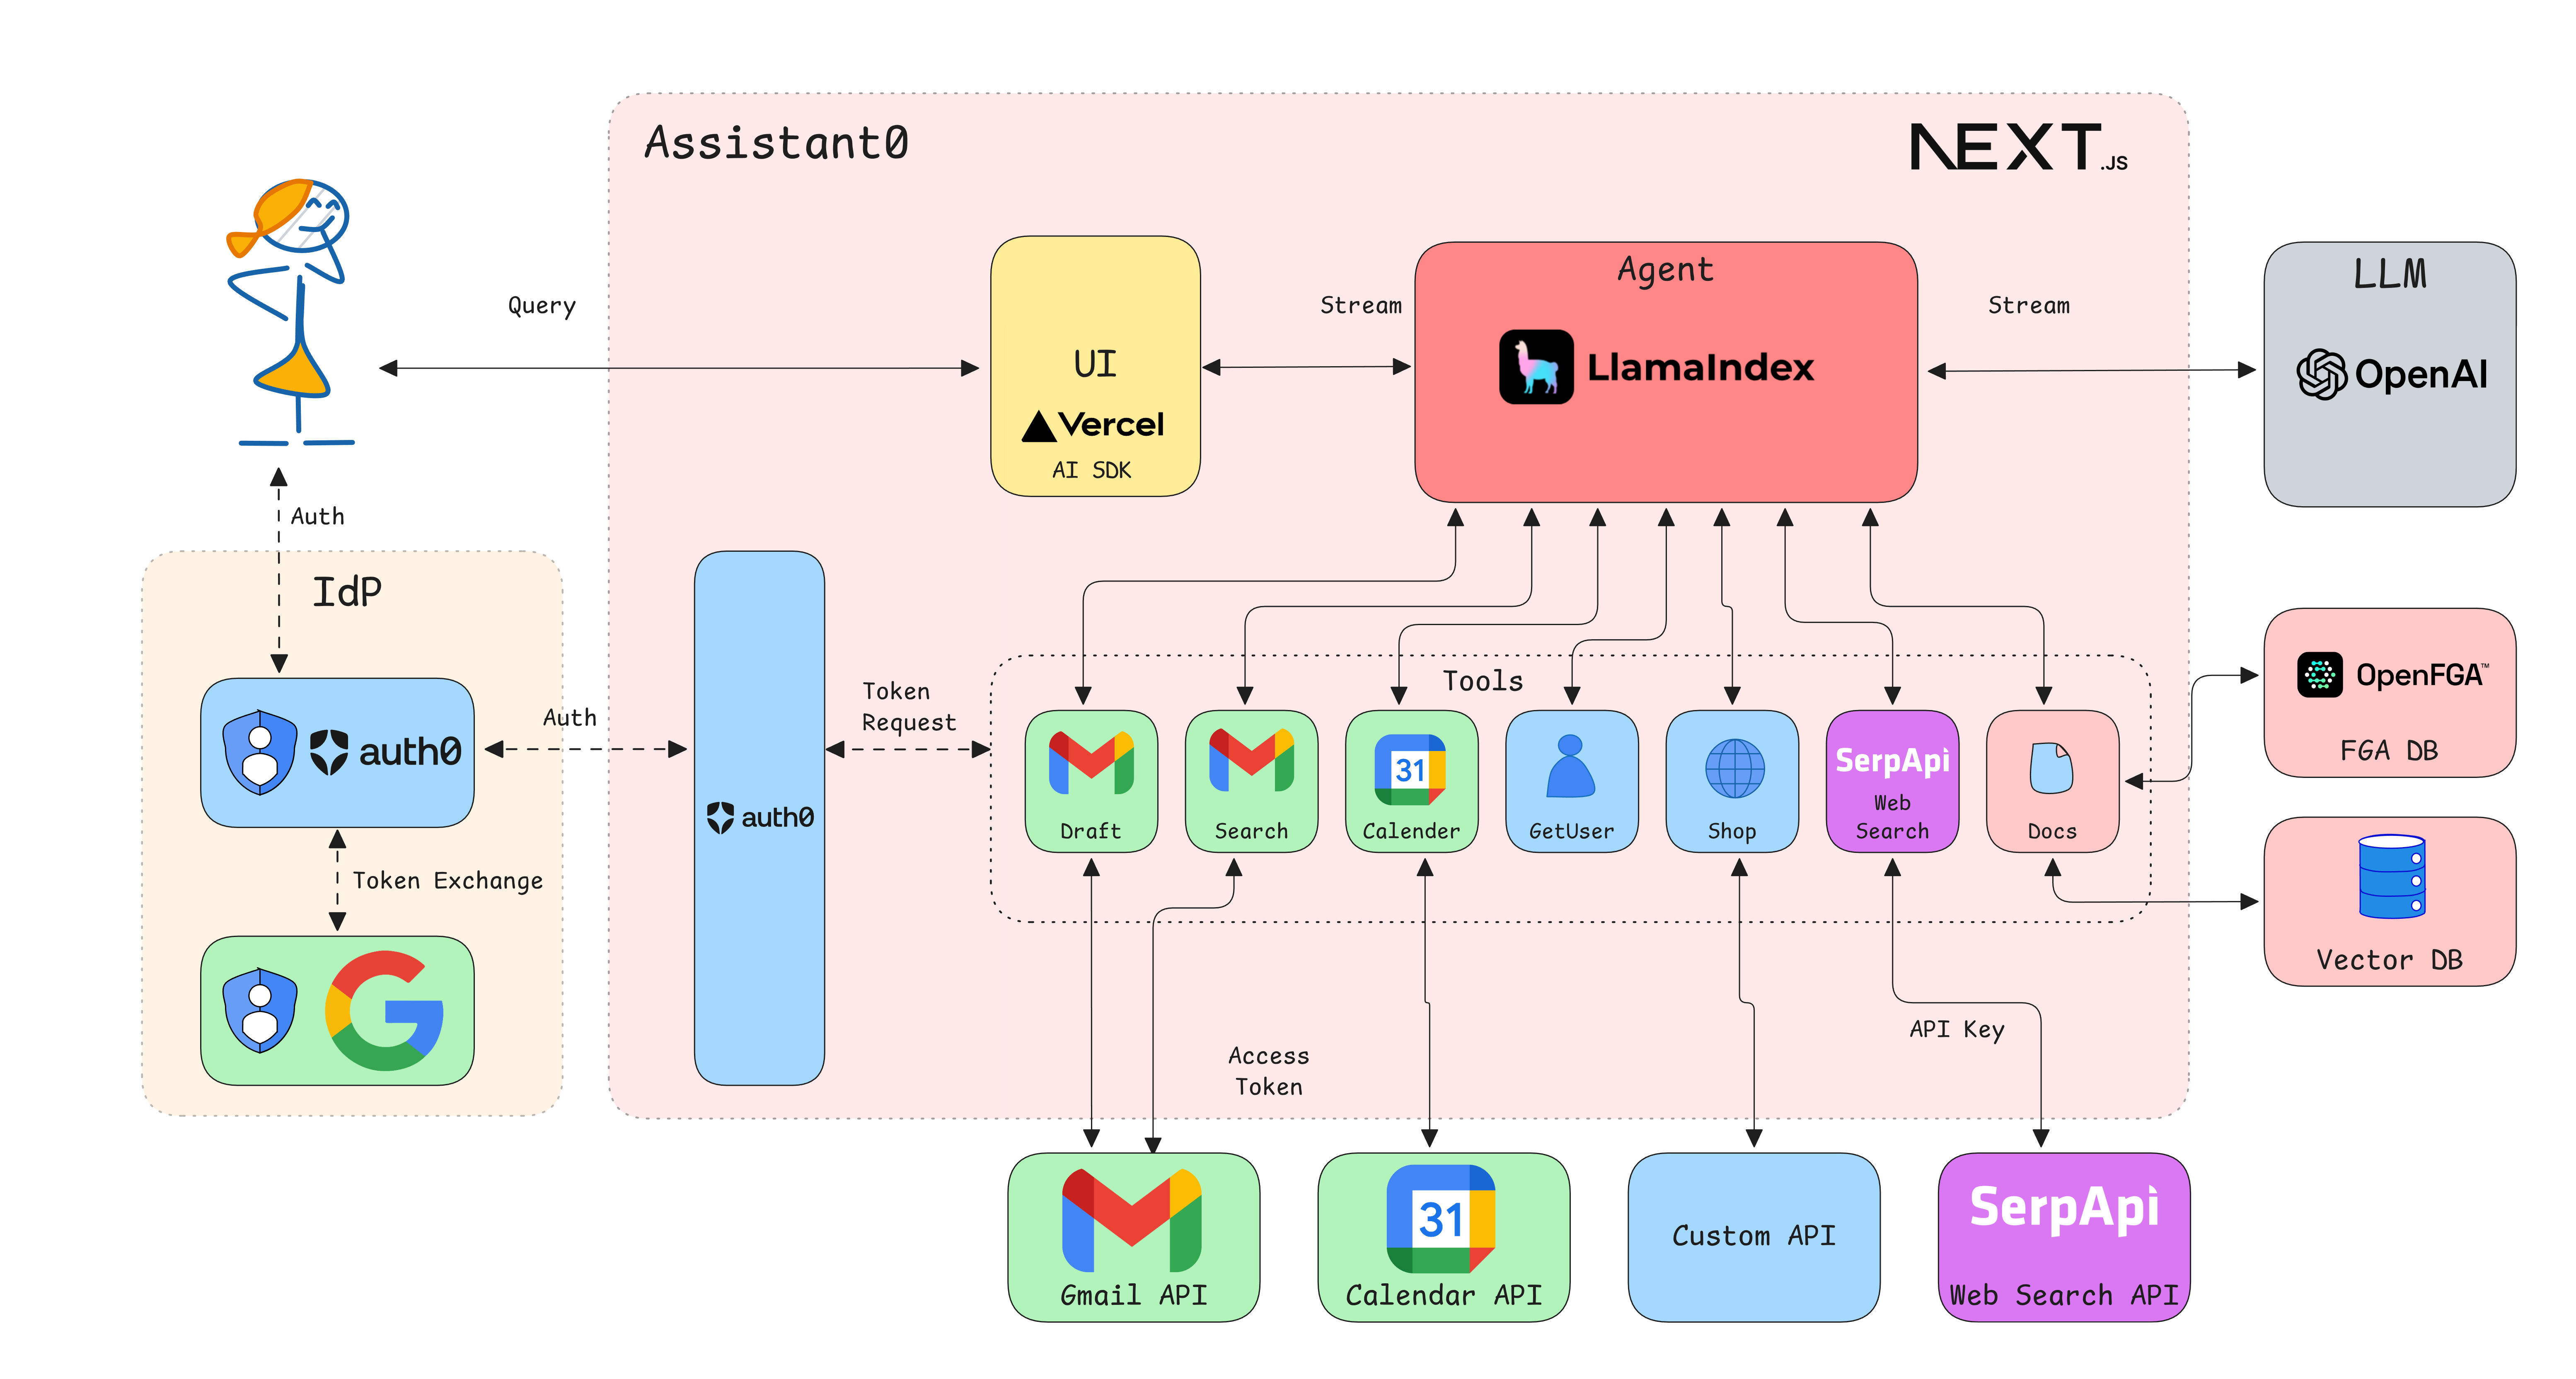 Assistant0
NEXT.JS
Query
UI
Vercel
AI SDK
Stream
Agent
LlamaIndex
Stream
LLM
OpenAI
Auth
IdP
auth0
Auth
Token Exchange
auth0
Token
Request
Tools
Draft
Search
31
Calender
GetUser
Shop
SerpApi
Web
Search
Docs
OpenFGA™
FGA DB
Vector DB
Access
Token
API Key
Gmail API
31
Calendar API
Custom API
SerpApi
Web Search API